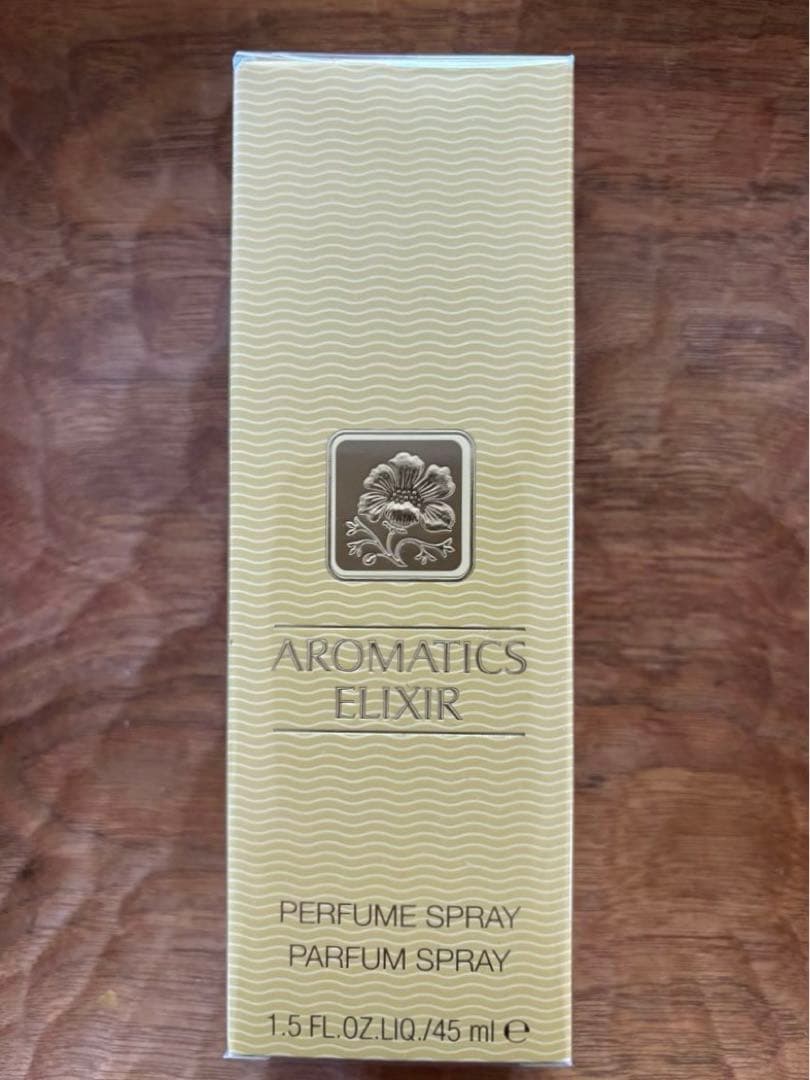 AROMATICS
ELIXIR
PERFUME SPRAY
PARFUM SPRAY
1.5 FL.OZ.LIQ./45 ml ℮